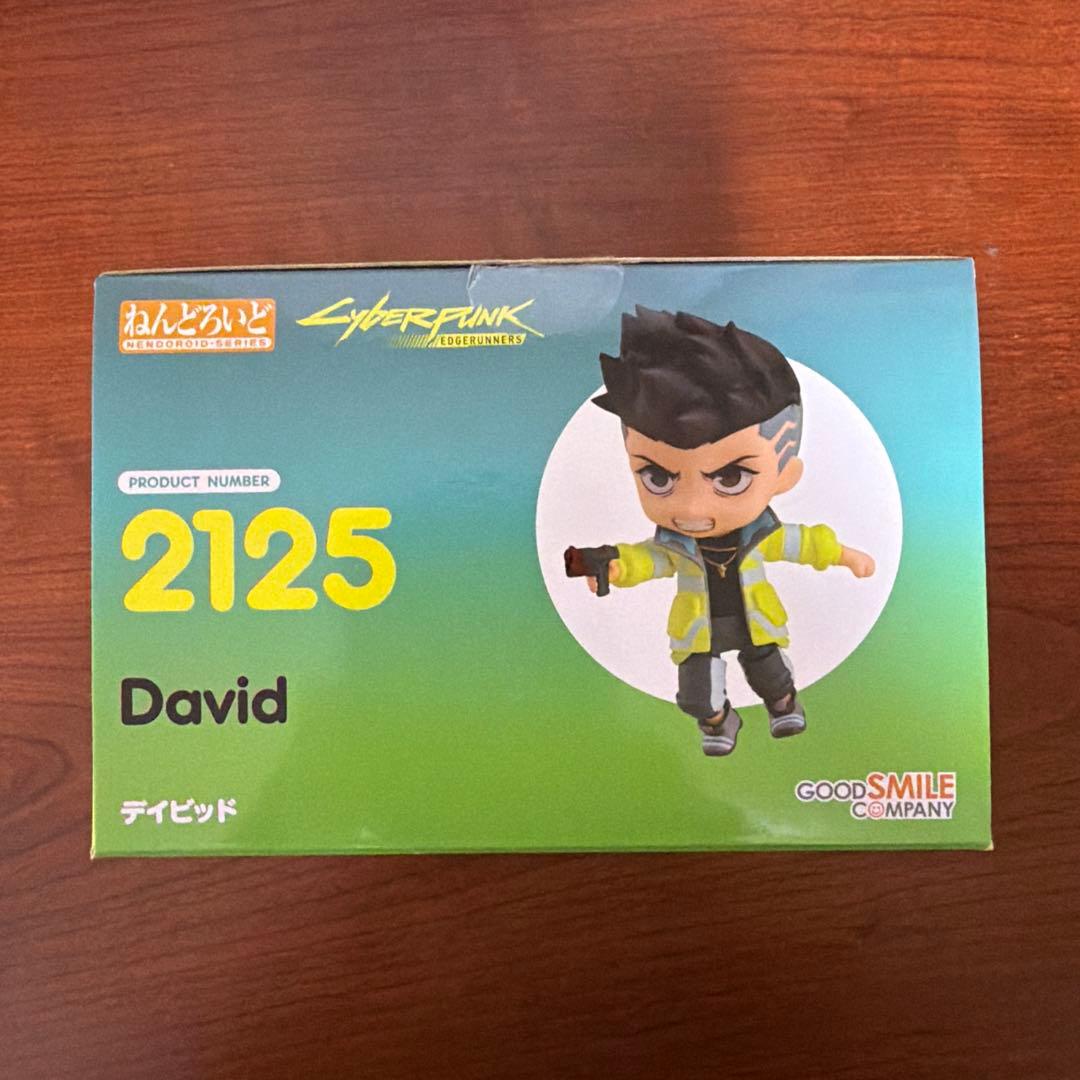 ねんどろいど
NENDOROID-SERIES
Cyberpunk
EDGERUNNERS
PRODUCT NUMBER
2125
David
デイビッド
GOOD SMILE
COMPANY